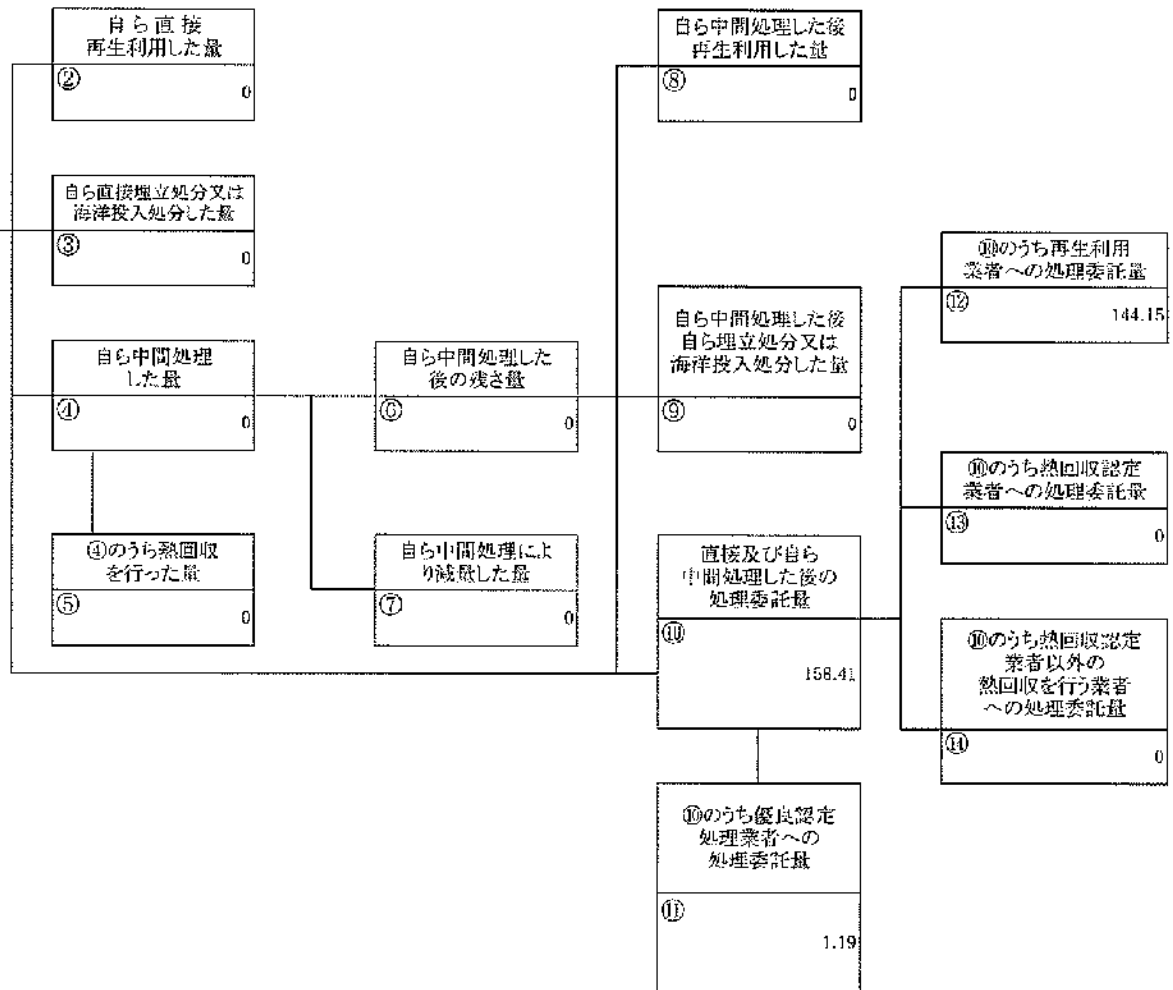 自ら直接
再生利用した量
②
0
自ら中間処理した後
再生利用した量
⑧
0
自ら直接埋立処分又は
海洋投入処分した量
③
0
自ら中間処理
した量
④
0
自ら中間処理した
後の残さ量
⑥
0
自ら中間処理した後
自ら埋立処分又は
海洋投入処分した量
⑨
0
⑩のうち再生利用
業者への処理委託量
⑫
144.15
④のうち熱回収
を行った量
⑤
0
自ら中間処理によ
り減量した量
⑦
0
直接及び自ら
中間処理した後の
処理委託量
⑩
158.41
⑩のうち熱回収認定
業者への処理委託量
⑬
0
⑩のうち熱回収認定
業者以外の
熱回収を行う業者
への処理委託量
⑭
0
⑩のうち優良認定
処理業者への
処理委託量
⑪
1.19